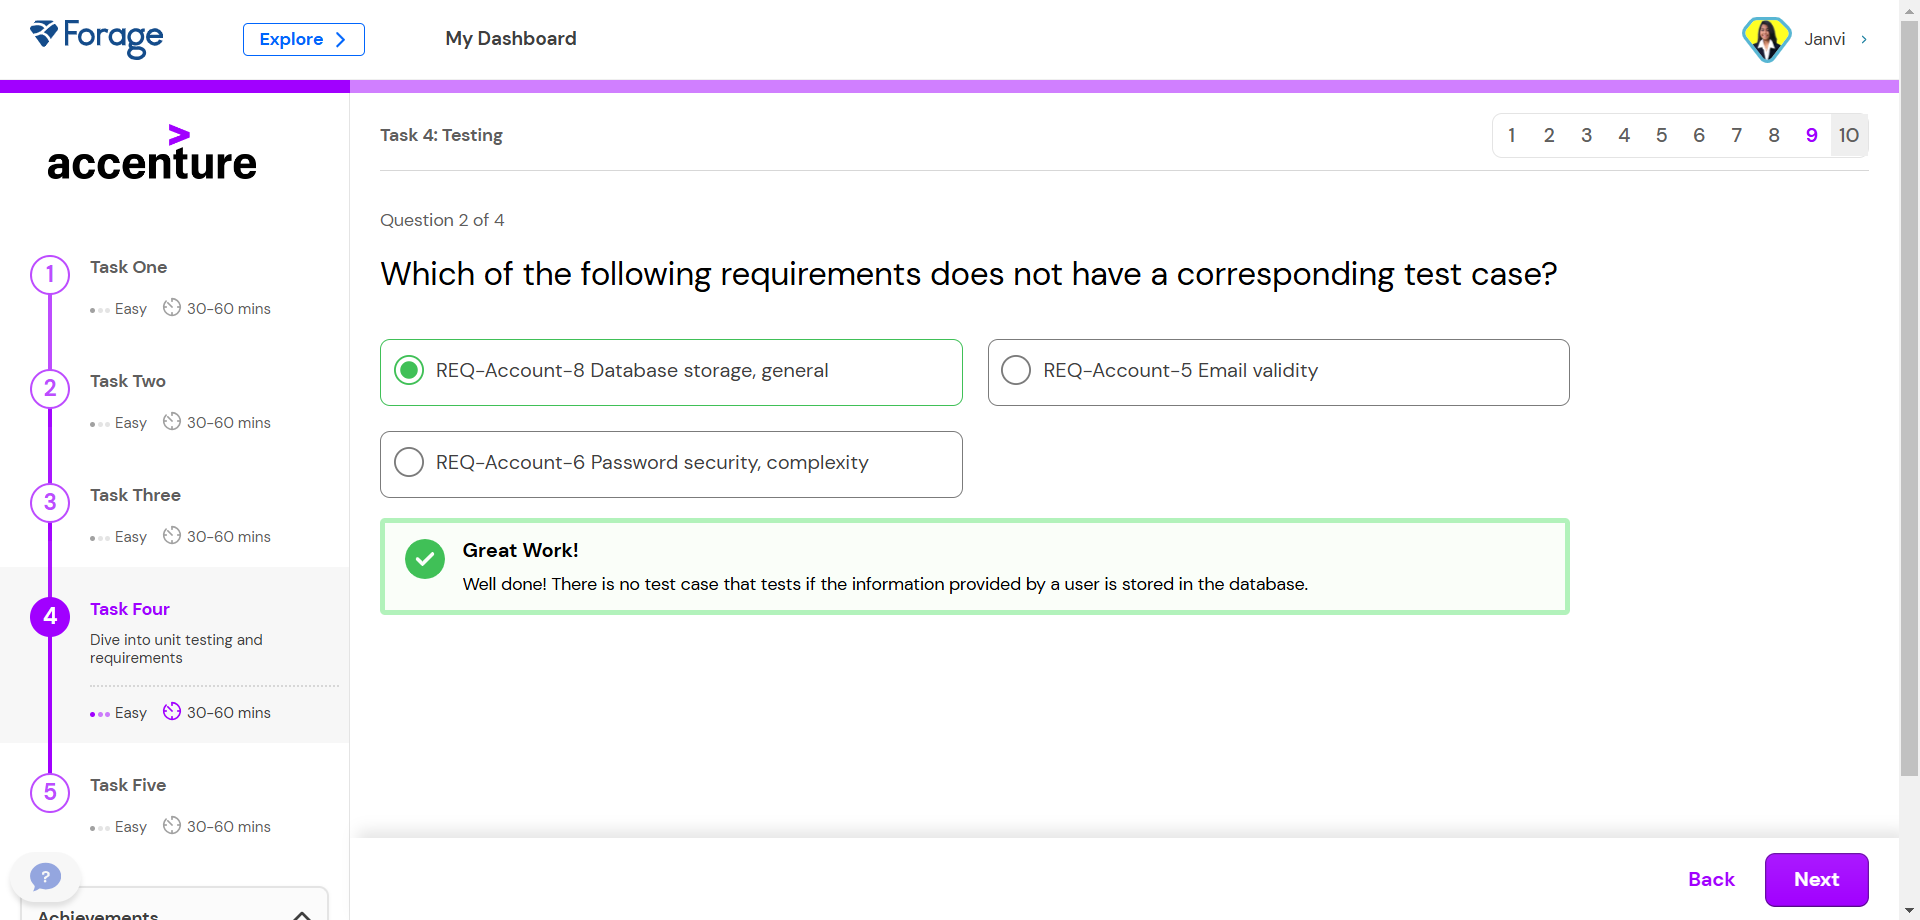 Forage
Explore
My Dashboard
Janvi
accenture
Task 4: Testing
1 2 3 4 5 6 7 8 9 10
Question 2 of 4
Which of the following requirements does not have a corresponding test case?
REQ-Account-8 Database storage, general
REQ-Account-5 Email validity
REQ-Account-6 Password security, complexity
Great Work!
Well done! There is no test case that tests if the information provided by a user is stored in the database.
1
Task One
Easy 30-60 mins
2
Task Two
Easy 30-60 mins
3
Task Three
Easy 30-60 mins
4
Task Four
Dive into unit testing and
requirements
Easy 30-60 mins
5
Task Five
Easy 30-60 mins
?
Achievements
Back
Next